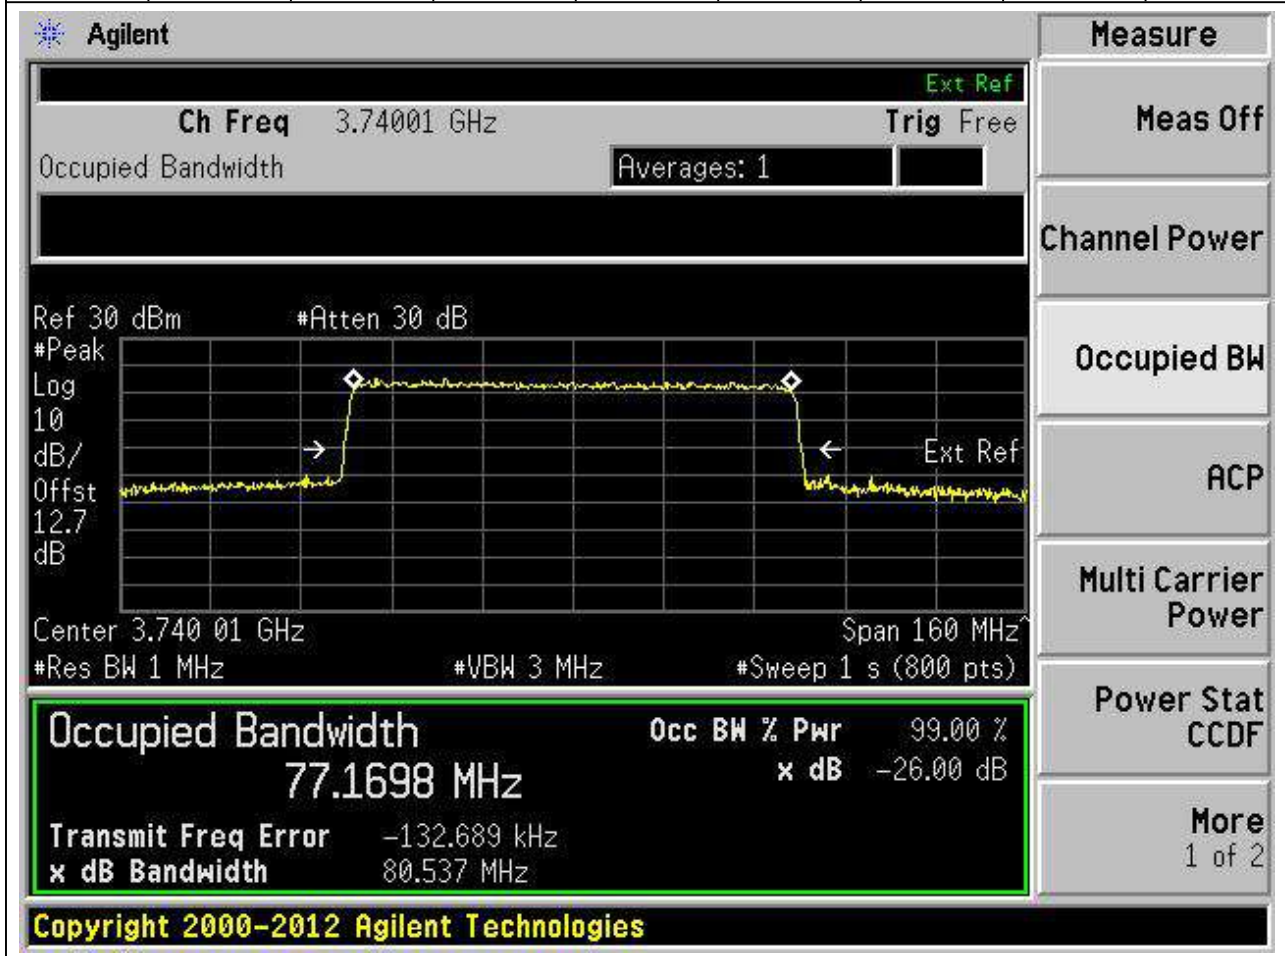 Agilent
Measure
Ext Ref
Ch Freq 3.74001 GHz Trig Free
Occupied Bandwidth Averages: 1
Meas Off
Channel Power
Occupied BW
ACP
Multi Carrier
Power
Power Stat
CCDF
More
1 of 2
Ref 30 dBm #Atten 30 dB
#Peak
Log
10
dB/
Offst
12.7
dB
Ext Ref
Center 3.740 01 GHz Span 160 MHz^
#Res BW 1 MHz #VBW 3 MHz #Sweep 1 s (800 pts)
Occupied Bandwidth
77.1698 MHz
Occ BW % Pwr 99.00 %
x dB -26.00 dB
Transmit Freq Error -132.689 kHz
x dB Bandwidth 80.537 MHz
Copyright 2000-2012 Agilent Technologies